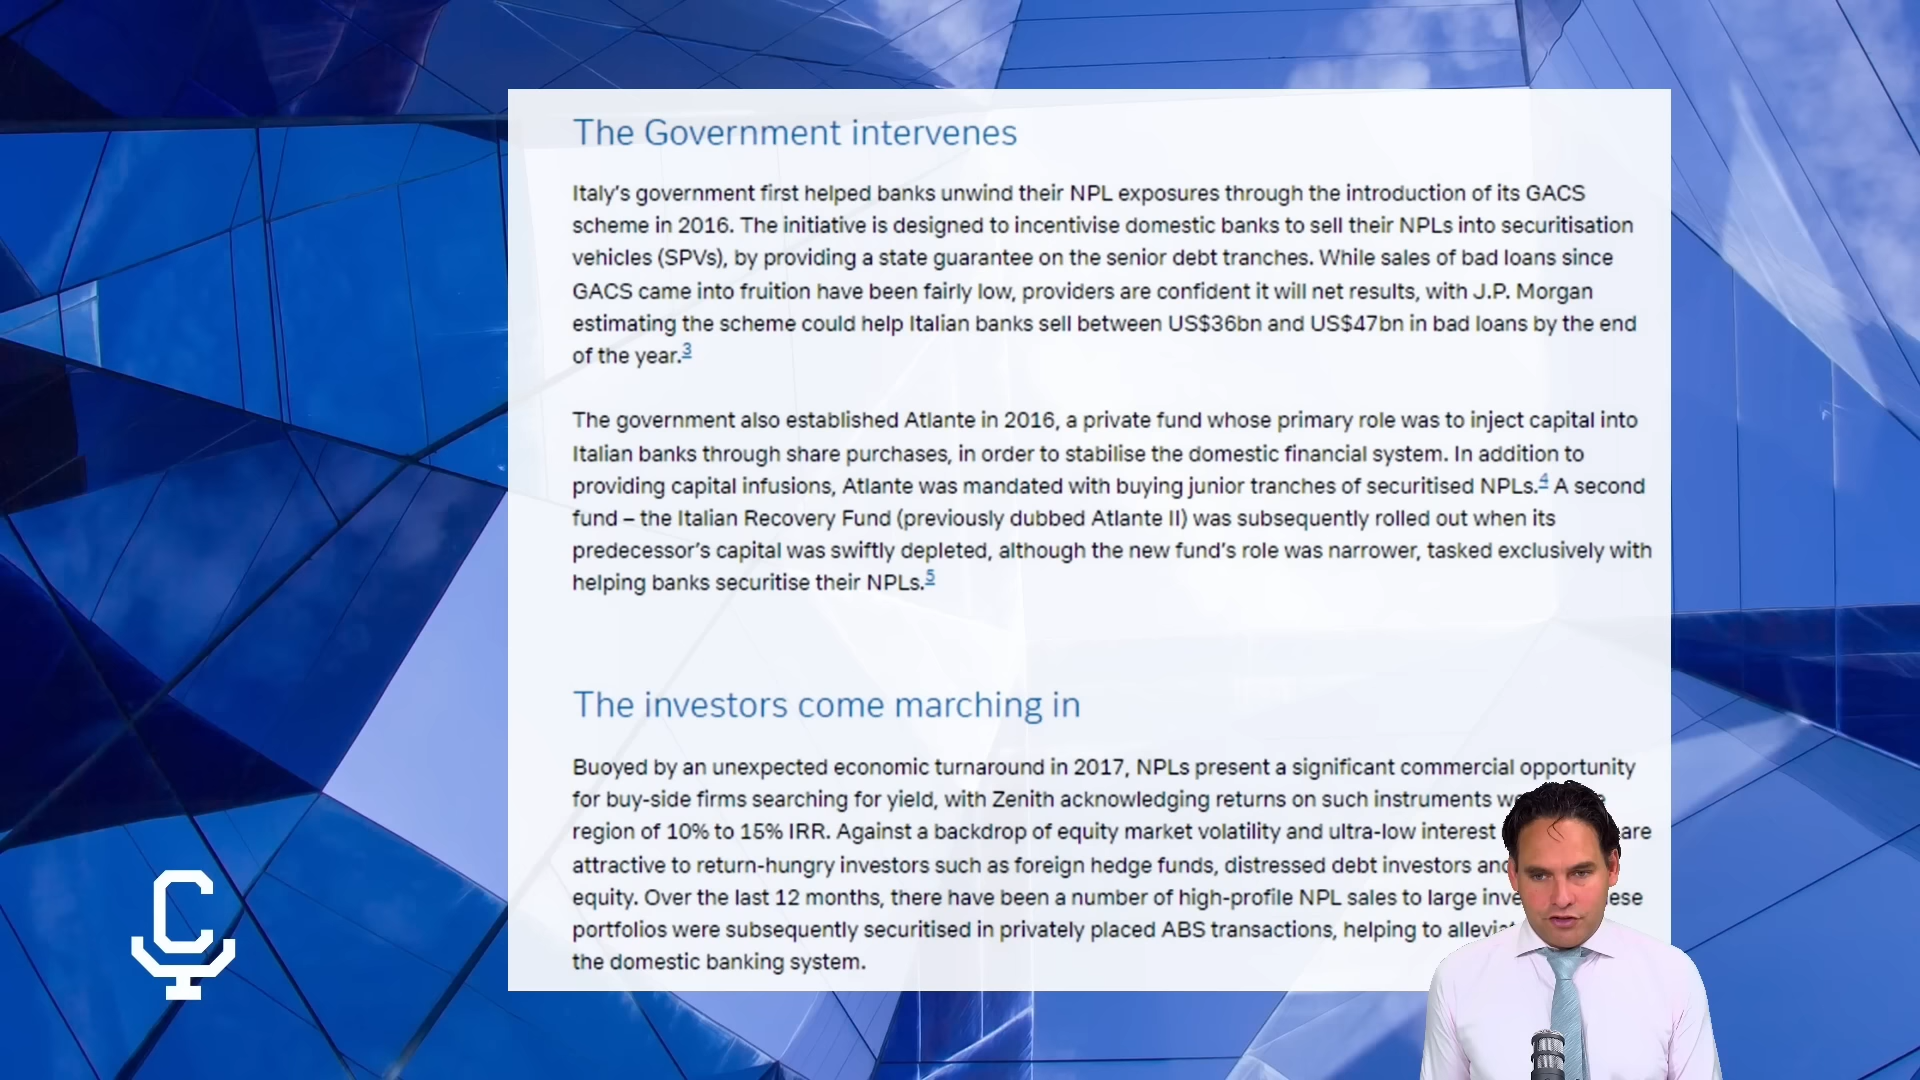 The Government intervenes
Italy's government first helped banks unwind their NPL exposures through the introduction of its GACS
scheme in 2016. The initiative is designed to incentivise domestic banks to sell their NPLs into securitisation
vehicles (SPVs), by providing a state guarantee on the senior debt tranches. While sales of bad loans since
GACS came into fruition have been fairly low, providers are confident it will net results, with J.P. Morgan
estimating the scheme could help Italian banks sell between US$36bn and US$47bn in bad loans by the end
of the year.3
The government also established Atlante in 2016, a private fund whose primary role was to inject capital into
Italian banks through share purchases, in order to stabilise the domestic financial system. In addition to
providing capital infusions, Atlante was mandated with buying junior tranches of securitised NPLs.4 A second
fund – the Italian Recovery Fund (previously dubbed Atlante II) was subsequently rolled out when its
predecessor's capital was swiftly depleted, although the new fund's role was narrower, tasked exclusively with
helping banks securitise their NPLs.5
The investors come marching in
Buoyed by an unexpected economic turnaround in 2017, NPLs present a significant commercial opportunity
for buy-side firms searching for yield, with Zenith acknowledging returns on such instruments
region of 10% to 15% IRR. Against a backdrop of equity market volatility and ultra-low interest are
attractive to return-hungry investors such as foreign hedge funds, distressed debt investors and
equity. Over the last 12 months, there have been a number of high-profile NPL sales to large
portfolios were subsequently securitised in privately placed ABS transactions, helping to
the domestic banking system.